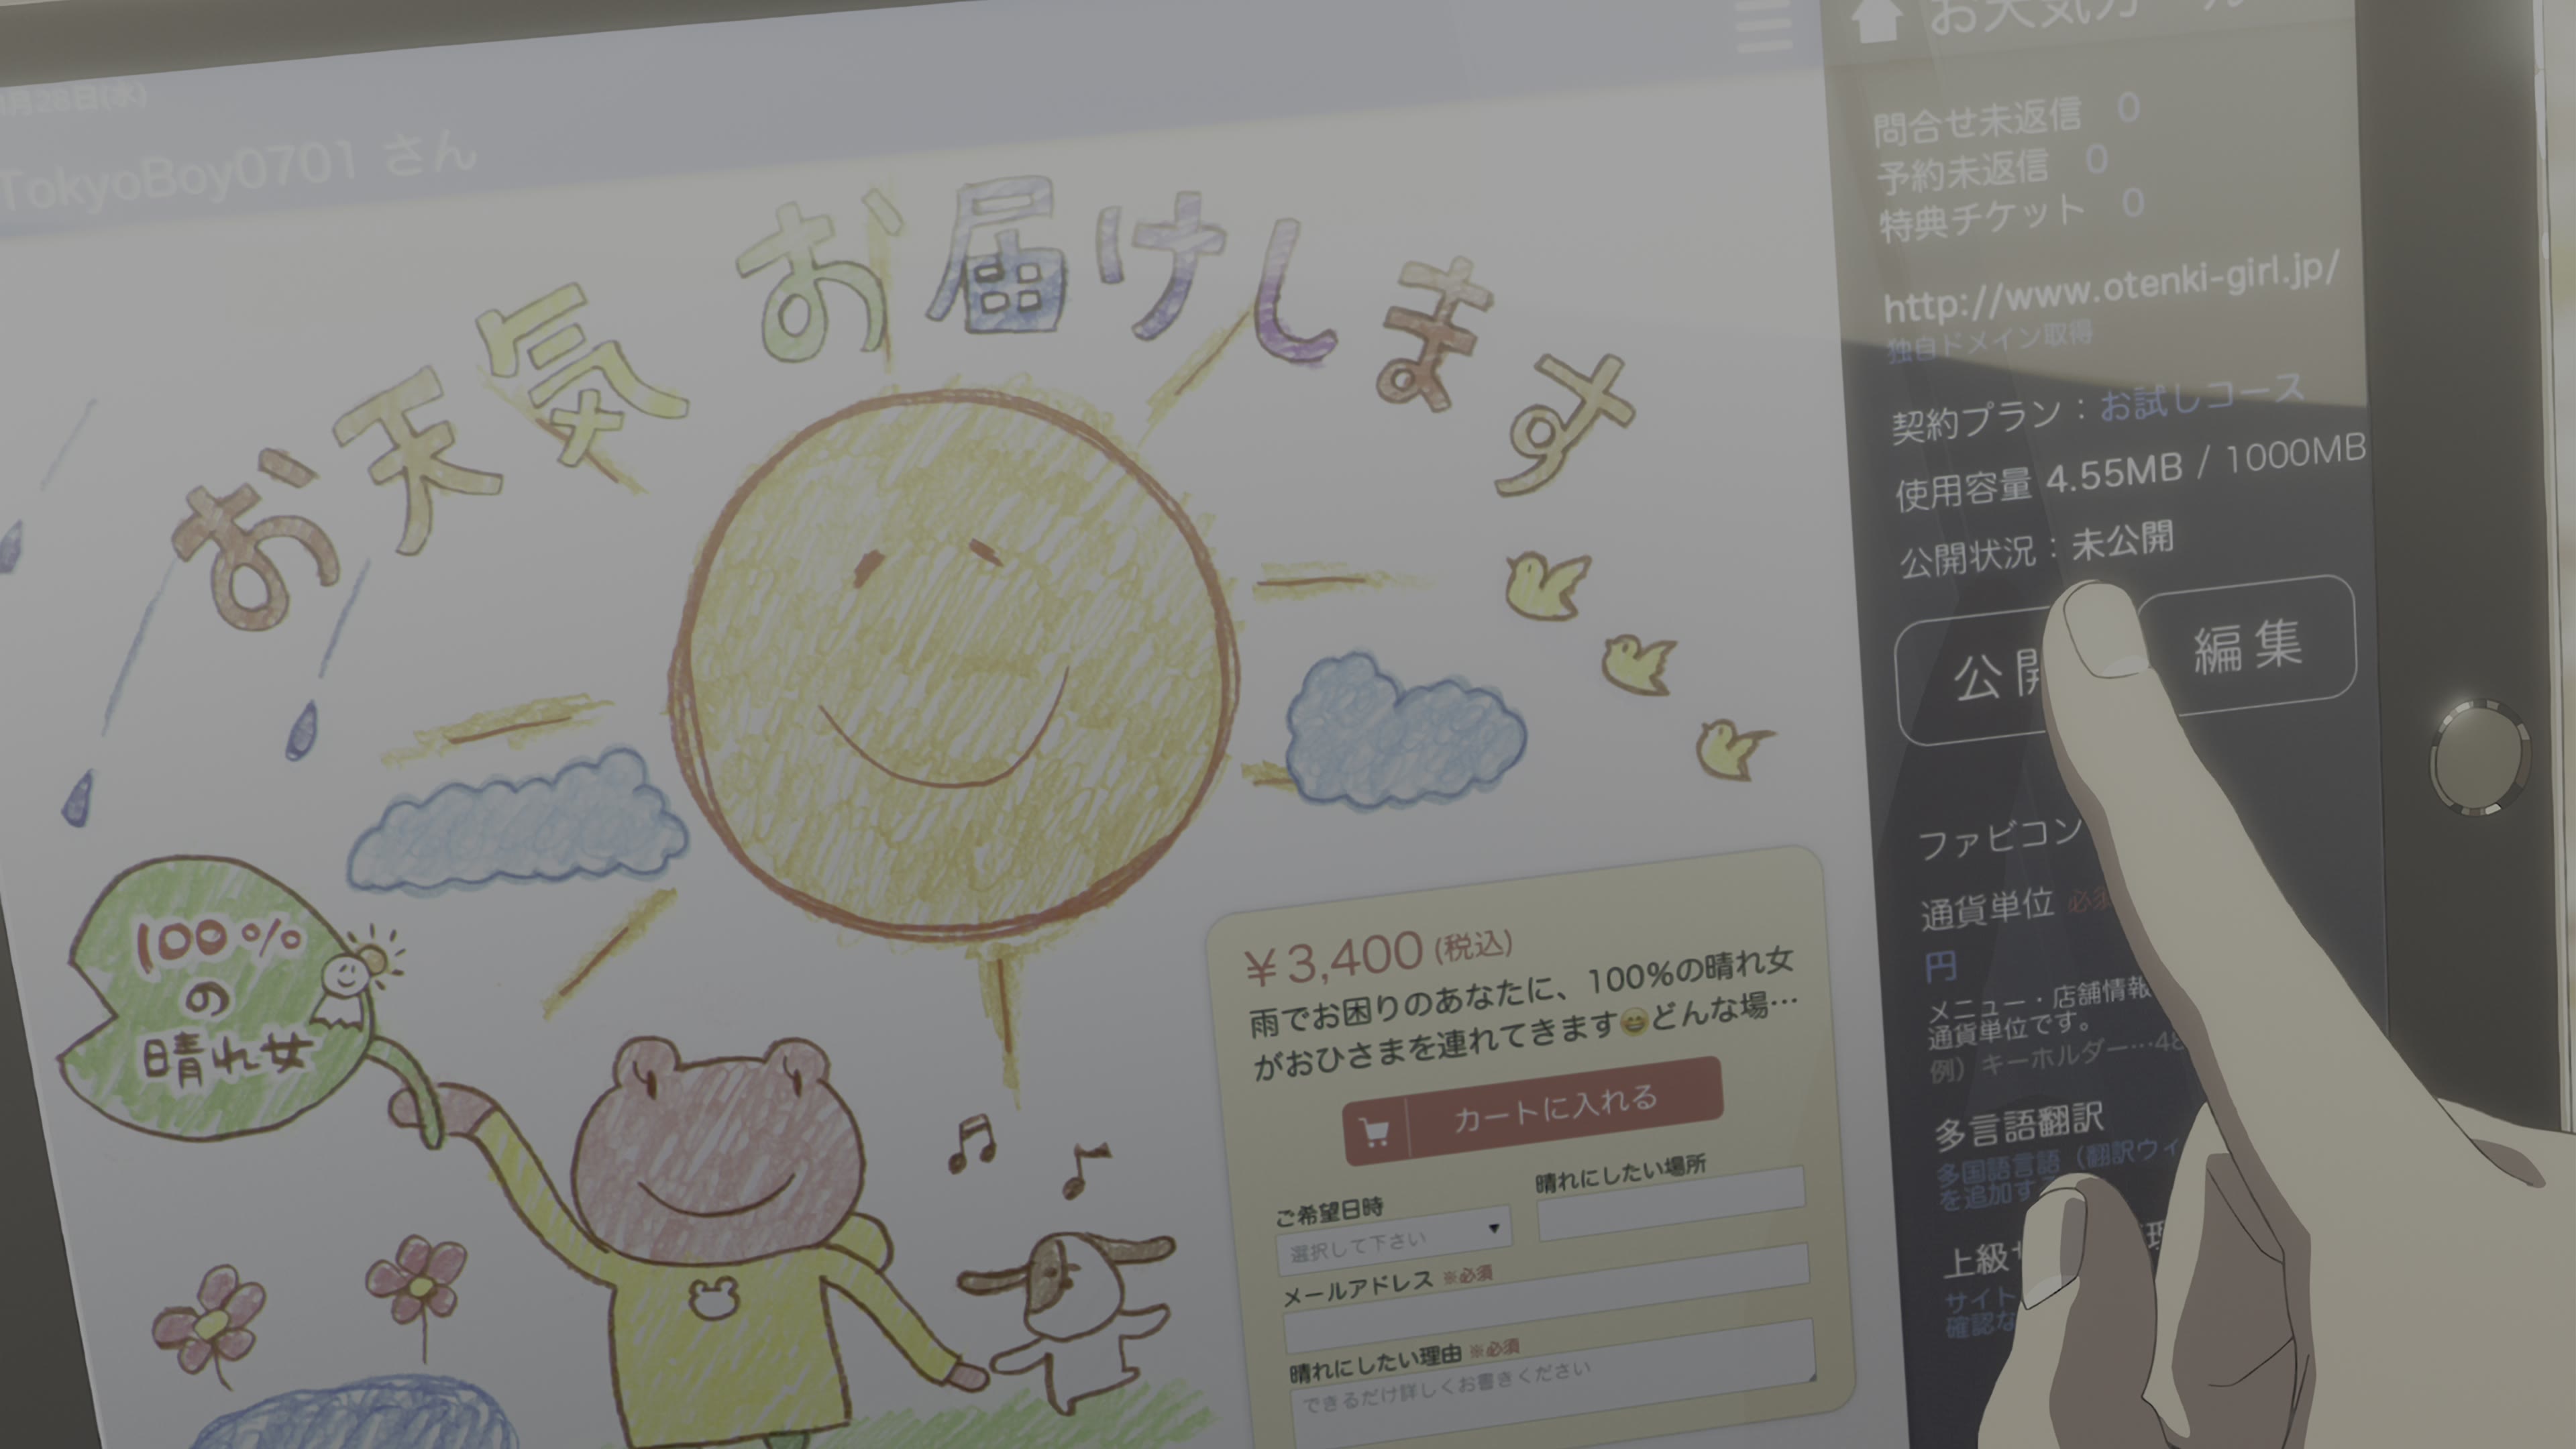 月28日(水)
TokyoBoy0701 さん
お天気 お届けします
100%
の
晴れ女
¥3,400 (税込)
雨でお困りのあなたに、100%の晴れ女
がおひさまを連れてきます😄どんな場…
カートに入れる
ご希望日時
選択して下さい
晴れにしたい場所
メールアドレス ※必須
晴れにしたい理由 ※必須
できるだけ詳しくお書きください
お天気ガール
問合せ未返信 0
予約未返信 0
特典チケット 0
http://www.otenki-girl.jp/
独自ドメイン取得
契約プラン：お試しコース
使用容量 4.55MB / 1000MB
公開状況：未公開
公開
編集
ファビコン
通貨単位 必須
円
メニュー・店舗情報
通貨単位です。
例）キーホルダー…48
多言語翻訳
多国語言語（翻訳ウィ
を追加す
上級
サイト
確認な